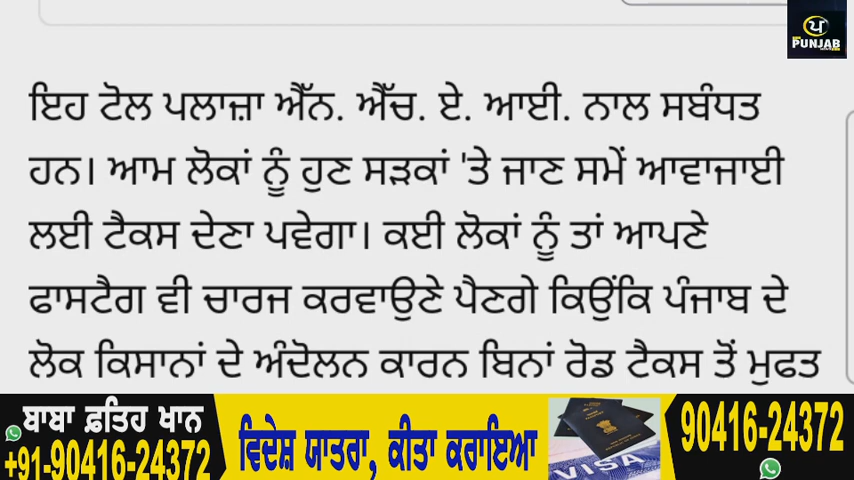 ਪ
PUNJAB
ਇਹ ਟੋਲ ਪਲਾਜ਼ਾ ਐੱਨ. ਐੱਚ. ਏ. ਆਈ. ਨਾਲ ਸਬੰਧਤ
ਹਨ। ਆਮ ਲੋਕਾਂ ਨੂੰ ਹੁਣ ਸੜਕਾਂ 'ਤੇ ਜਾਣ ਸਮੇਂ ਆਵਾਜਾਈ
ਲਈ ਟੈਕਸ ਦੇਣਾ ਪਵੇਗਾ। ਕਈ ਲੋਕਾਂ ਨੂੰ ਤਾਂ ਆਪਣੇ
ਫਾਸਟੈਗ ਵੀ ਚਾਰਜ ਕਰਵਾਉਣੇ ਪੈਣਗੇ ਕਿਉਂਕਿ ਪੰਜਾਬ ਦੇ
ਲੋਕ ਕਿਸਾਨਾਂ ਦੇ ਅੰਦੋਲਨ ਕਾਰਨ ਬਿਨਾਂ ਰੋਡ ਟੈਕਸ ਤੋਂ ਮੁਫਤ
ਬਾਬਾ ਫ਼ਤਿਹ ਖਾਨ
+91-90416-24372
ਵਿਦੇਸ਼ ਯਾਤਰਾ, ਕੀਤਾ ਕਰਾਇਆ
VISA
90416-24372